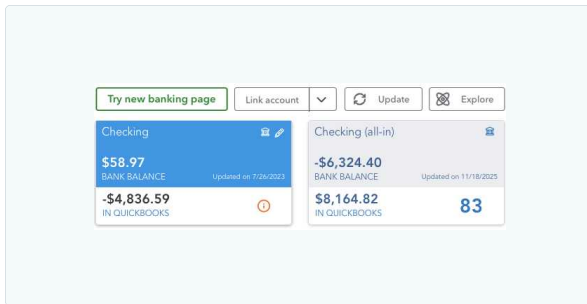 Try new banking page Link account Update Explore
Checking
$58.97
BANK BALANCE Updated on 7/26/2023
-$4,836.59
IN QUICKBOOKS
Checking (all-in)
-$6,324.40
BANK BALANCE Updated on 11/18/2025
$8,164.82
IN QUICKBOOKS
83